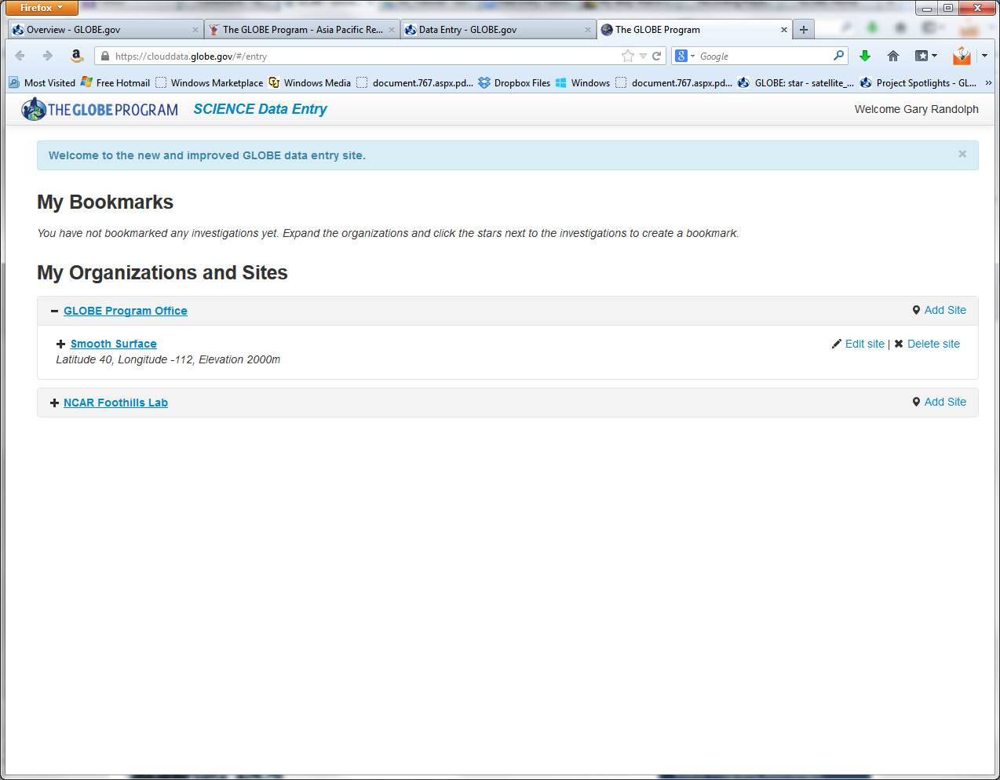 Firefox
Overview - GLOBE.gov
The GLOBE Program - Asia Pacific Re...
Data Entry - GLOBE.gov
The GLOBE Program
https://clouddata.globe.gov/#/entry
Google
Most Visited
Free Hotmail
Windows Marketplace
Windows Media
document.767.aspx.pd...
Dropbox Files
Windows
document.767.aspx.pd...
GLOBE: star - satellite_...
Project Spotlights - GL...
THE GLOBE PROGRAM
SCIENCE Data Entry
Welcome Gary Randolph
Welcome to the new and improved GLOBE data entry site.
My Bookmarks
You have not bookmarked any investigations yet. Expand the organizations and click the stars next to the investigations to create a bookmark.
My Organizations and Sites
GLOBE Program Office
Add Site
Smooth Surface
Edit site | Delete site
Latitude 40, Longitude -112, Elevation 2000m
NCAR Foothills Lab
Add Site